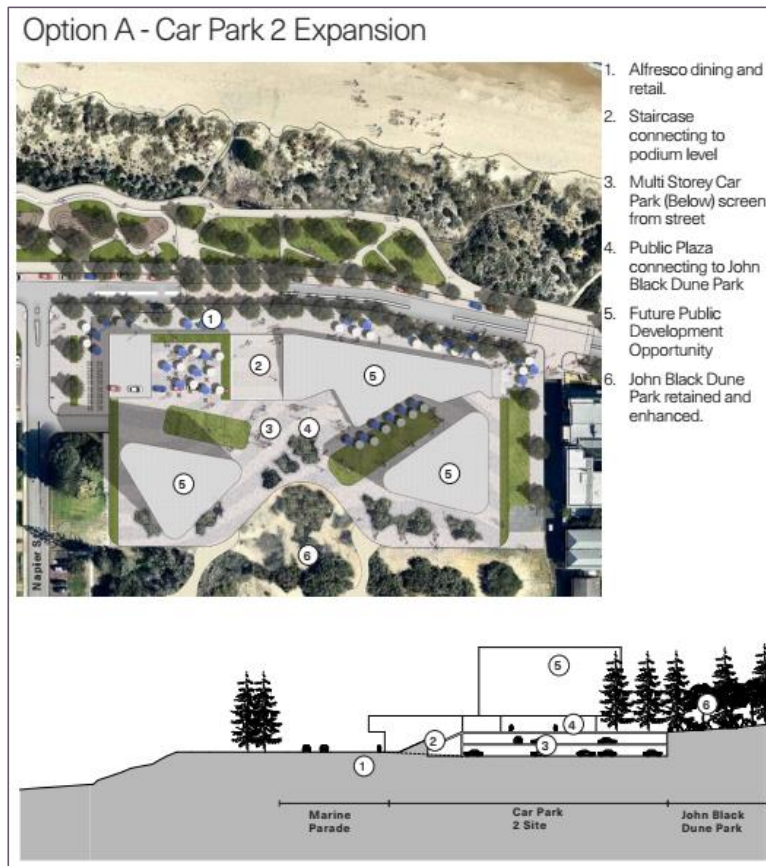 Option A - Car Park 2 Expansion
1. Alfresco dining and
retail.
2. Staircase
connecting to
podium level
3. Multi Storey Car
Park (Below) screen
from street
4. Public Plaza
connecting to John
Black Dune Park
5. Future Public
Development
Opportunity
6. John Black Dune
Park retained and
enhanced.
1
2
5
3
4
5
5
6
5
6
4
2
3
1
Marine
Parade
Car Park
2 Site
John Black
Dune Park